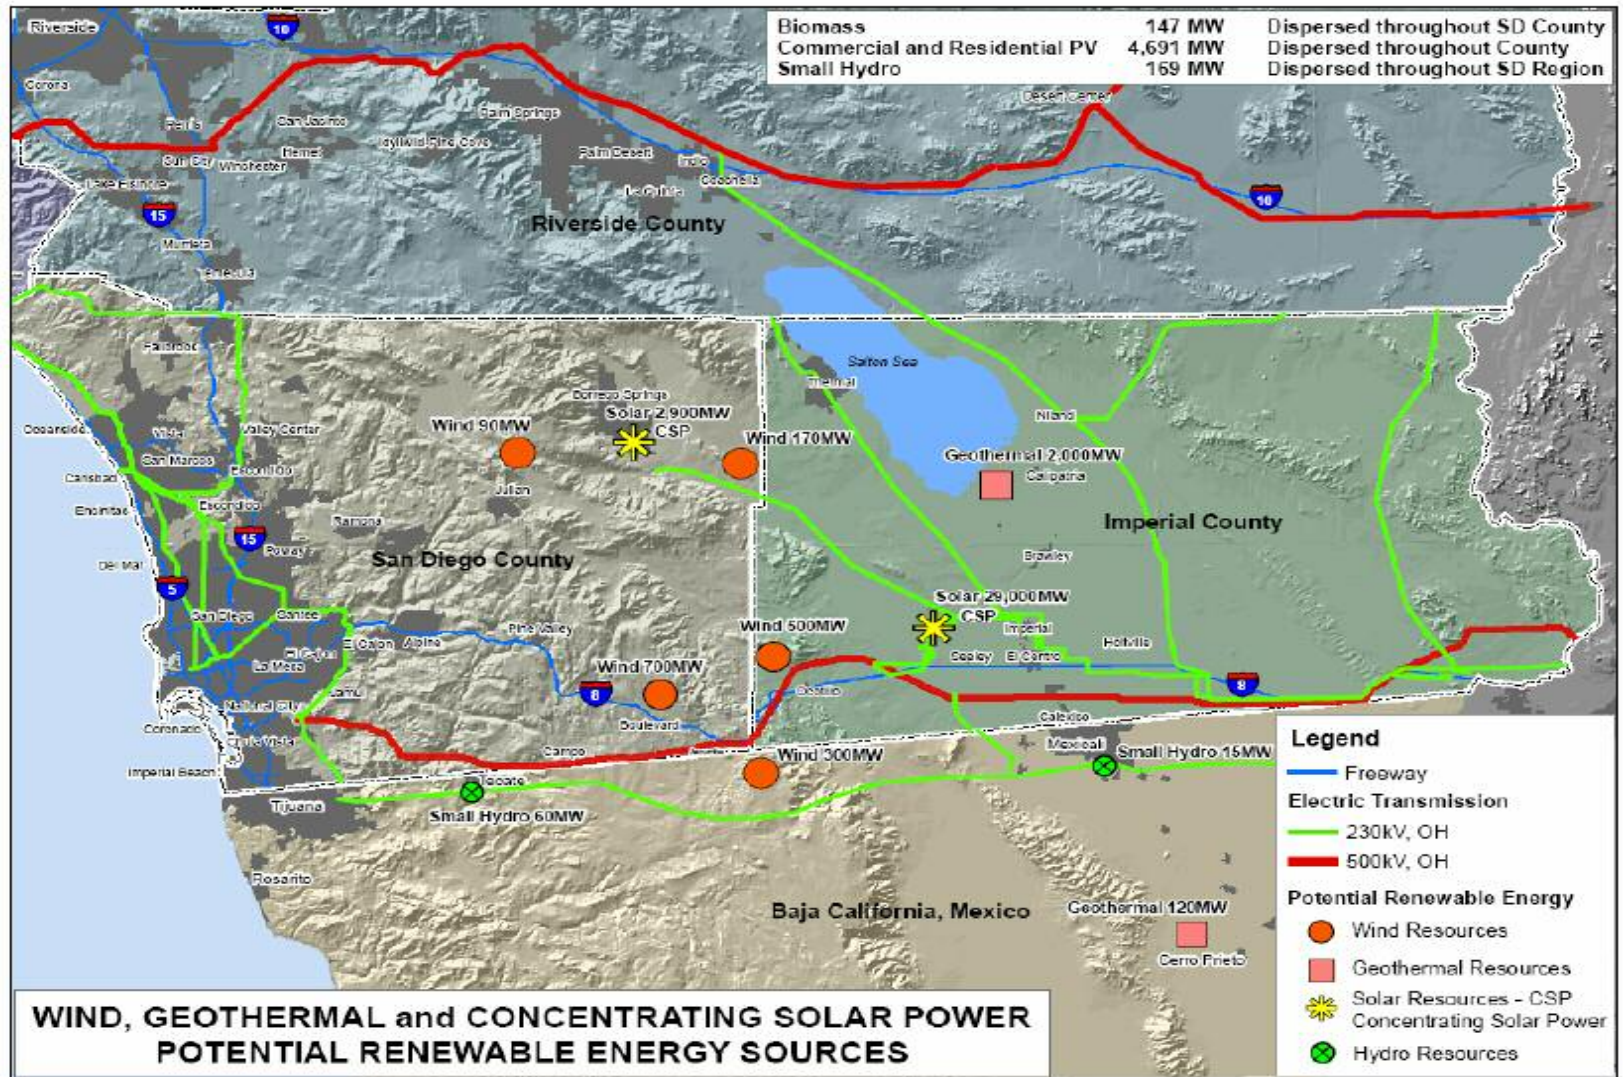 Riverside
10
Biomass 147 MW Dispersed throughout SD County
Commercial and Residential PV 4,691 MW Dispersed throughout County
Small Hydro 169 MW Dispersed throughout SD Region
Corona
Perris
San Jacinto
Palm Springs
Desert Center
Sun City
Winchester
Hemet
Idyllwild-Pine Cove
Palm Desert
Indio
Coachella
Lake Elsinore
La Quinta
15
10
Riverside County
Murrieta
Temecula
Fallbrook
Salton Sea
Thermal
Borrego Springs
Solar 2,900MW
CSP
Wind 90MW
Wind 170MW
Niland
Oceanside
Vista
Valley Center
San Marcos
Escondido
Carlsbad
Julian
Geothermal 2,000MW
Calipatria
Encinitas
Escondido
Ramona
Imperial County
15
Poway
San Diego County
Brawley
Del Mar
5
Solar 29,000MW
CSP
San Diego
Santee
Pine Valley
Wind 500MW
Imperial
Holtville
El Cajon
El Cajon
Alpine
Seeley
El Centro
La Mesa
Wind 700MW
8
8
Jamul
Ocotillo
National City
Coronado
Boulevard
Calexico
Chula Vista
Campo
Mexicali
Small Hydro 15MW
Imperial Beach
Tecate
Wind 300MW
Tijuana
Small Hydro 60MW
Rosarito
Baja California, Mexico
Geothermal 120MW
Cerro Prieto
Legend
Freeway
Electric Transmission
230kV, OH
500kV, OH
Potential Renewable Energy
Wind Resources
Geothermal Resources
Solar Resources - CSP
Concentrating Solar Power
Hydro Resources
WIND, GEOTHERMAL and CONCENTRATING SOLAR POWER
POTENTIAL RENEWABLE ENERGY SOURCES